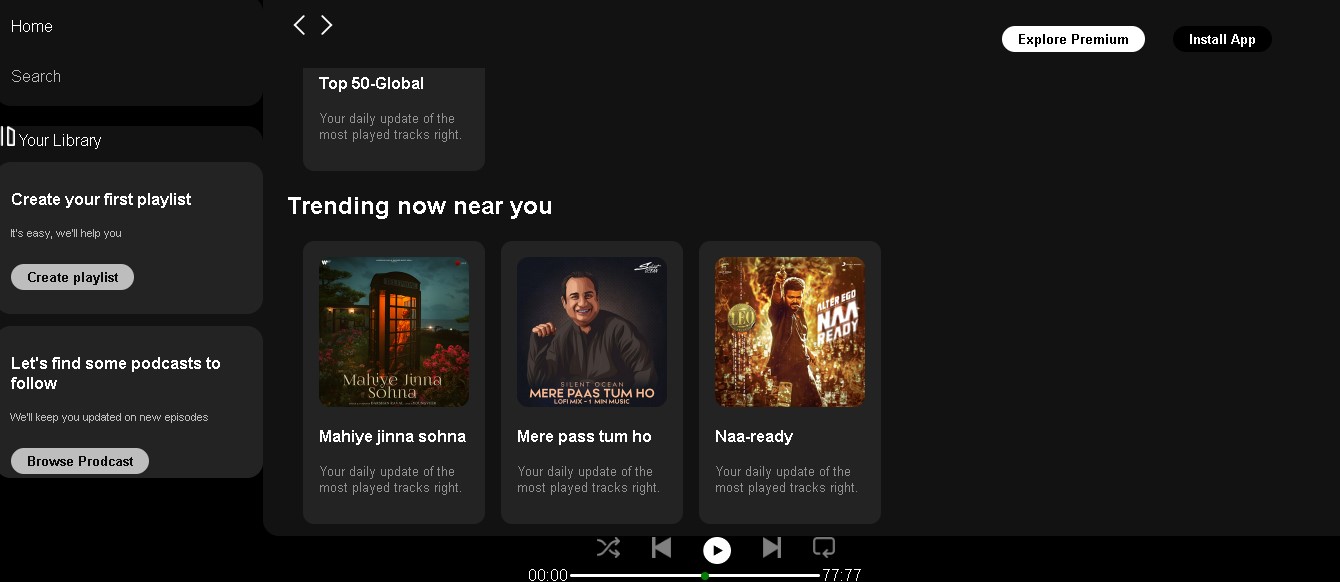 Home
Search
Your Library
Create your first playlist
It's easy, we'll help you
Create playlist
Let's find some podcasts to
follow
We'll keep you updated on new episodes
Browse Prodcast
Explore Premium
Install App
Top 50-Global
Your daily update of the
most played tracks right.
Trending now near you
Mahiye Jinna
Sohna
Mahiye jinna sohna
Your daily update of the
most played tracks right.
SILENT OCEAN
MERE PAAS TUM HO
LOFI MIX - 1 MIN MUSIC
Mere pass tum ho
Your daily update of the
most played tracks right.
LEO
ALTER EGO
NAA
READY
Naa-ready
Your daily update of the
most played tracks right.
00:00
77:77